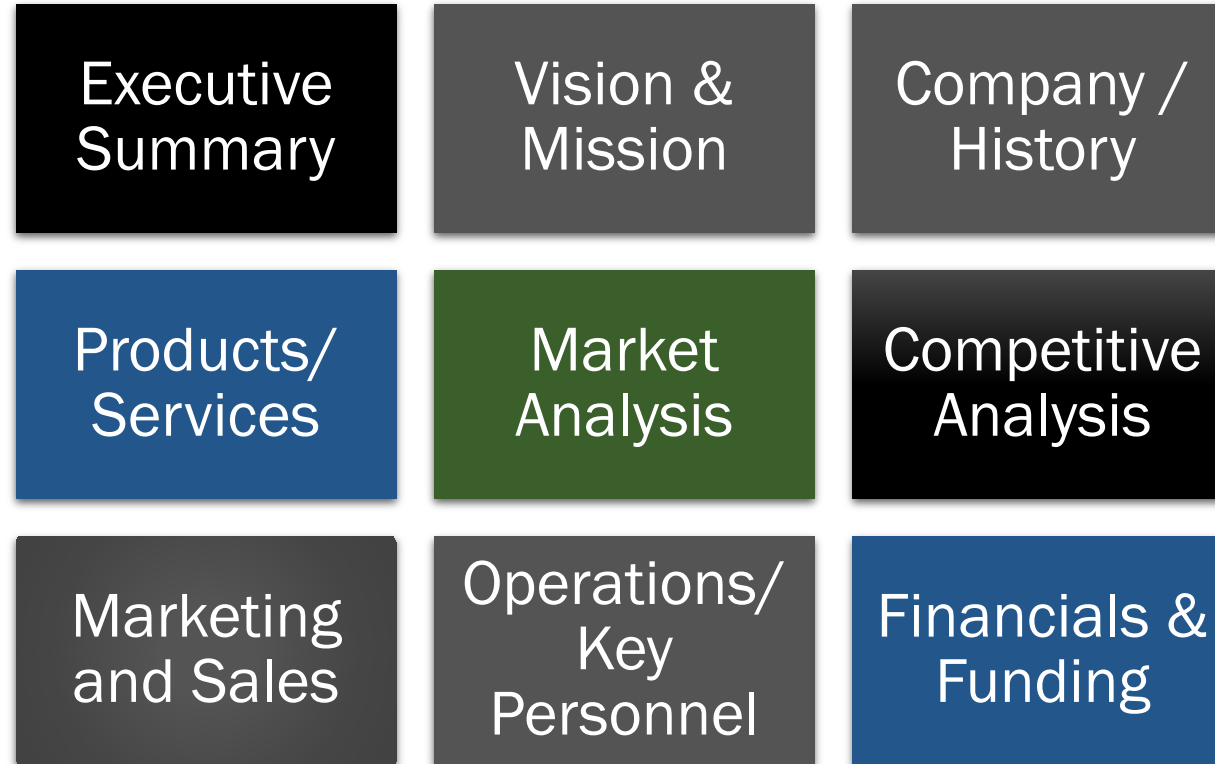 Executive
Summary
Vision &
Mission
Company /
History
Products/
Services
Market
Analysis
Competitive
Analysis
Marketing
and Sales
Operations/
Key
Personnel
Financials &
Funding